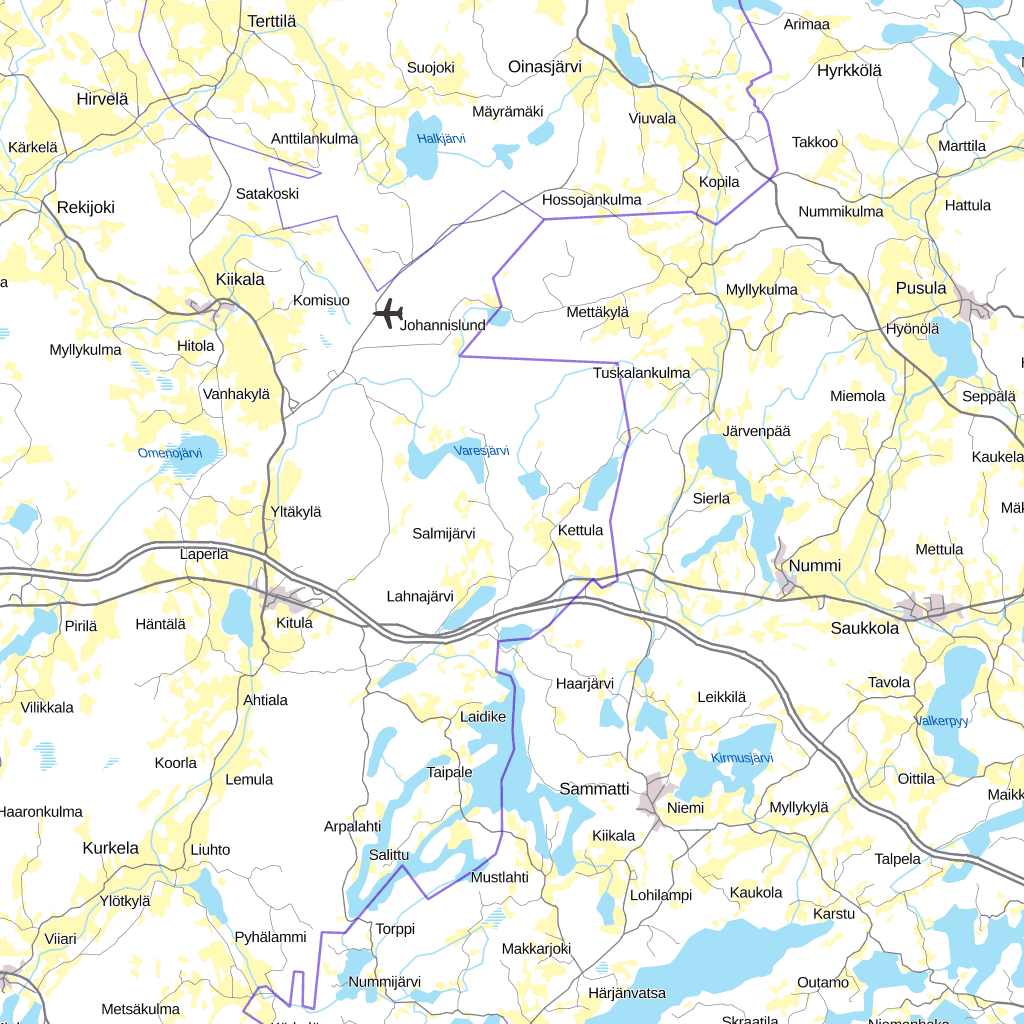 Terttilä
Arimaa
Suojoki
Oinasjärvi
Hyrkkölä
Hirvelä
Mäyrämäki
Viuvala
Kärkelä
Anttilankulma
Halkjärvi
Takkoo
Marttila
Kopila
Satakoski
Hossojankulma
Rekijoki
Nummikulma
Hattula
Kiikala
Komisuo
Myllykulma
Pusula
Johannislund
Mettäkylä
Hyönölä
Myllykulma
Hitola
Tuskalankulma
Vanhakylä
Miemola
Seppälä
Järvenpää
Omenojärvi
Varesjärvi
Kaukela
Sierla
Yltäkylä
Salmijärvi
Kettula
Laperla
Mettula
Nummi
Lahnajärvi
Pirilä
Häntälä
Kitula
Saukkola
Haarjärvi
Tavola
Leikkilä
Ahtiala
Vilikkala
Laidike
Valkerpyy
Koorla
Kirmusjärvi
Lemula
Taipale
Oittila
Sammatti
Haaronkulma
Niemi
Myllykylä
Arpalahti
Kiikala
Kurkela
Liuhto
Salittu
Talpela
Mustlahti
Ylötkylä
Lohilampi
Kaukola
Karstu
Viiari
Pyhälammi
Torppi
Makkarjoki
Nummijärvi
Härjänvatsa
Outamo
Metsäkulma
Skraatila